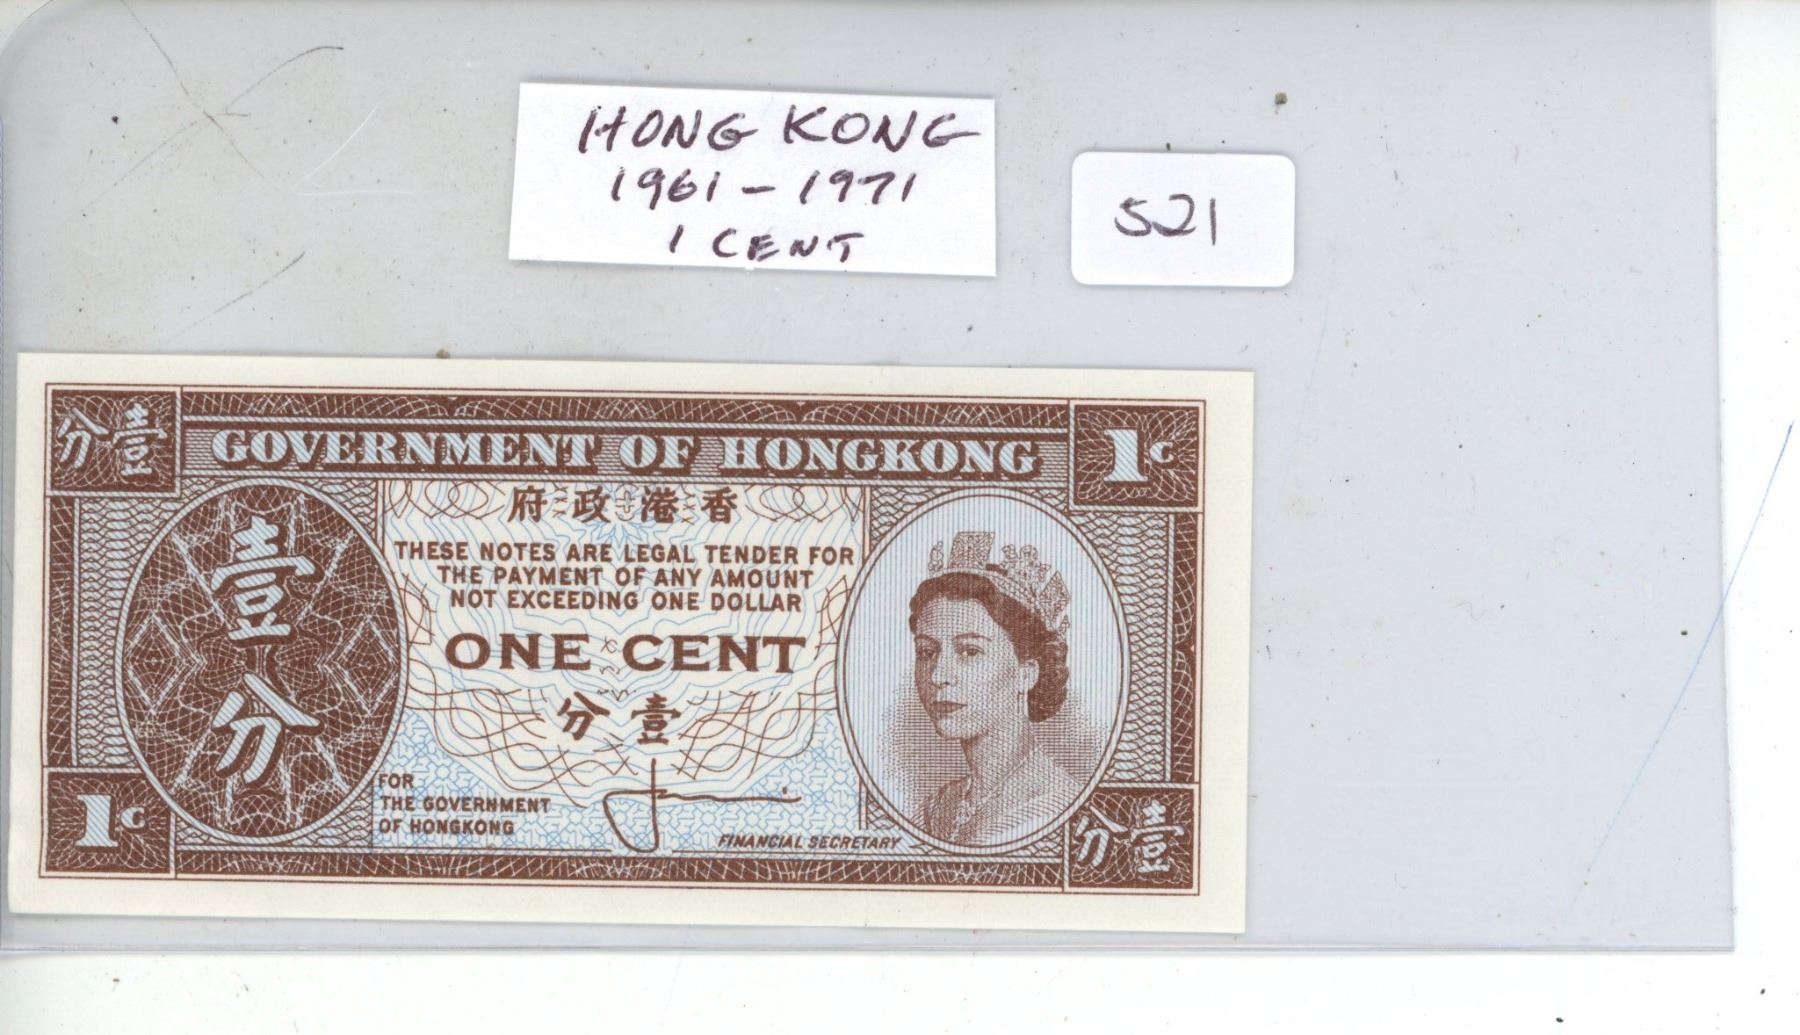 HONG KONG
1961-1971
1 CENT
521
分壹
GOVERNMENT OF HONGKONG
1c
府政港香
壹分
THESE NOTES ARE LEGAL TENDER FOR
THE PAYMENT OF ANY AMOUNT
NOT EXCEEDING ONE DOLLAR
ONE CENT
分壹
FOR
THE GOVERNMENT
OF HONGKONG
FINANCIAL SECRETARY
1c
分壹